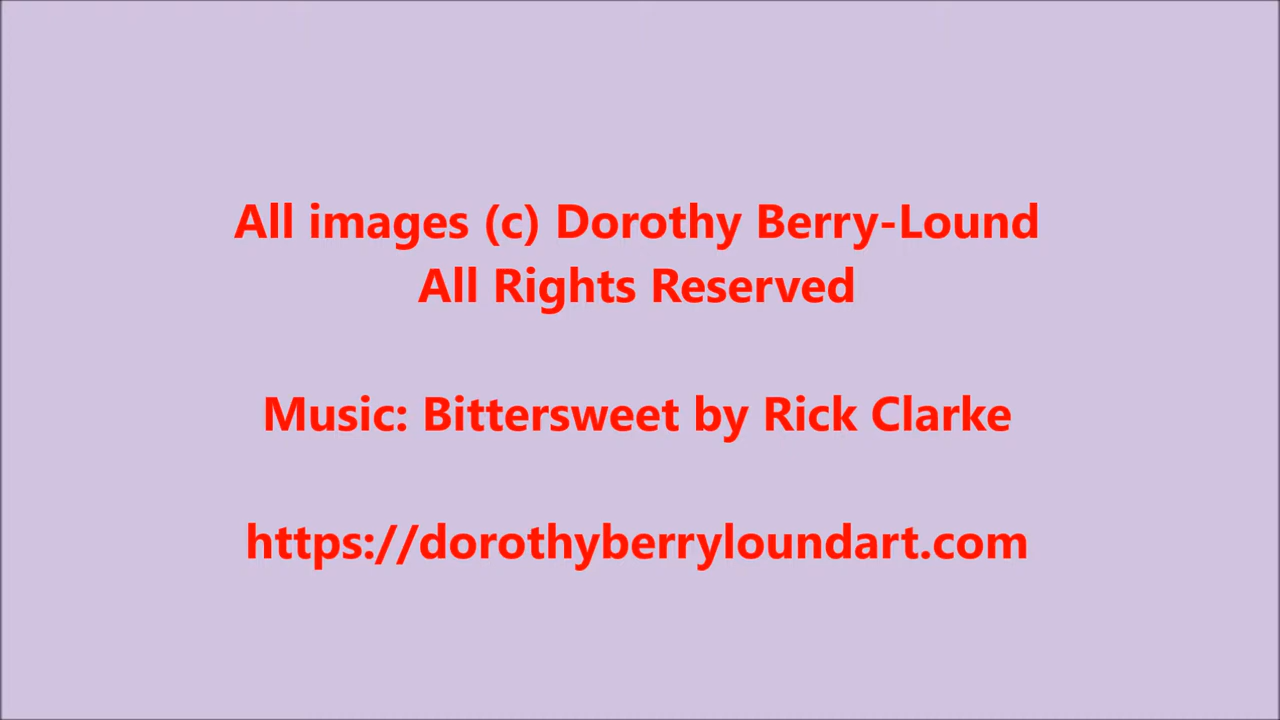 All images (c) Dorothy Berry-Lound
All Rights Reserved
Music: Bittersweet by Rick Clarke
https://dorothyberryloundart.com